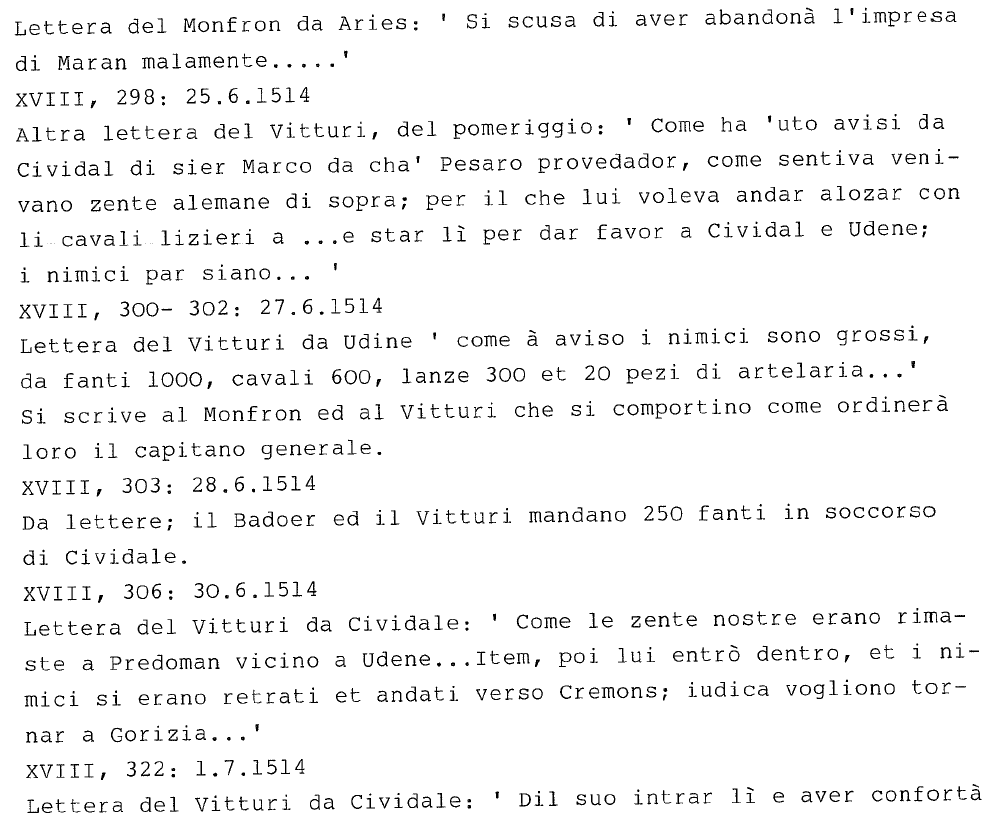 Lettera del Monfron da Aries: ' Si scusa di aver abandonà l'impresa
di Maran malamente.....'
XVIII, 298: 25.6.1514
Altra lettera del Vitturi, del pomeriggio: ' Come ha 'uto avisi da
Cividal di sier Marco da cha' Pesaro provedador, come sentiva veni-
vano zente alemane di sopra; per il che lui voleva andar alozar con
li cavali lizieri a ...e star lì per dar favor a Cividal e Udene;
i nimici par siano... '
XVIII, 300- 302: 27.6.1514
Lettera del Vitturi da Udine ' come à aviso i nimici sono grossi,
da fanti 1000, cavali 600, lanze 300 et 20 pezi di artelaria...'
Si scrive al Monfron ed al Vitturi che si comportino come ordinerà
loro il capitano generale.
XVIII, 303: 28.6.1514
Da lettere; il Badoer ed il Vitturi mandano 250 fanti in soccorso
di Cividale.
XVIII, 306: 30.6.1514
Lettera del Vitturi da Cividale: ' Come le zente nostre erano rima-
ste a Predoman vicino a Udene...Item, poi lui entrò dentro, et i ni-
mici si erano retrati et andati verso Cremons; iudica vogliono tor-
nar a Gorizia...'
XVIII, 322: 1.7.1514
Lettera del Vitturi da Cividale: ' Dil suo intrar lì e aver confortà